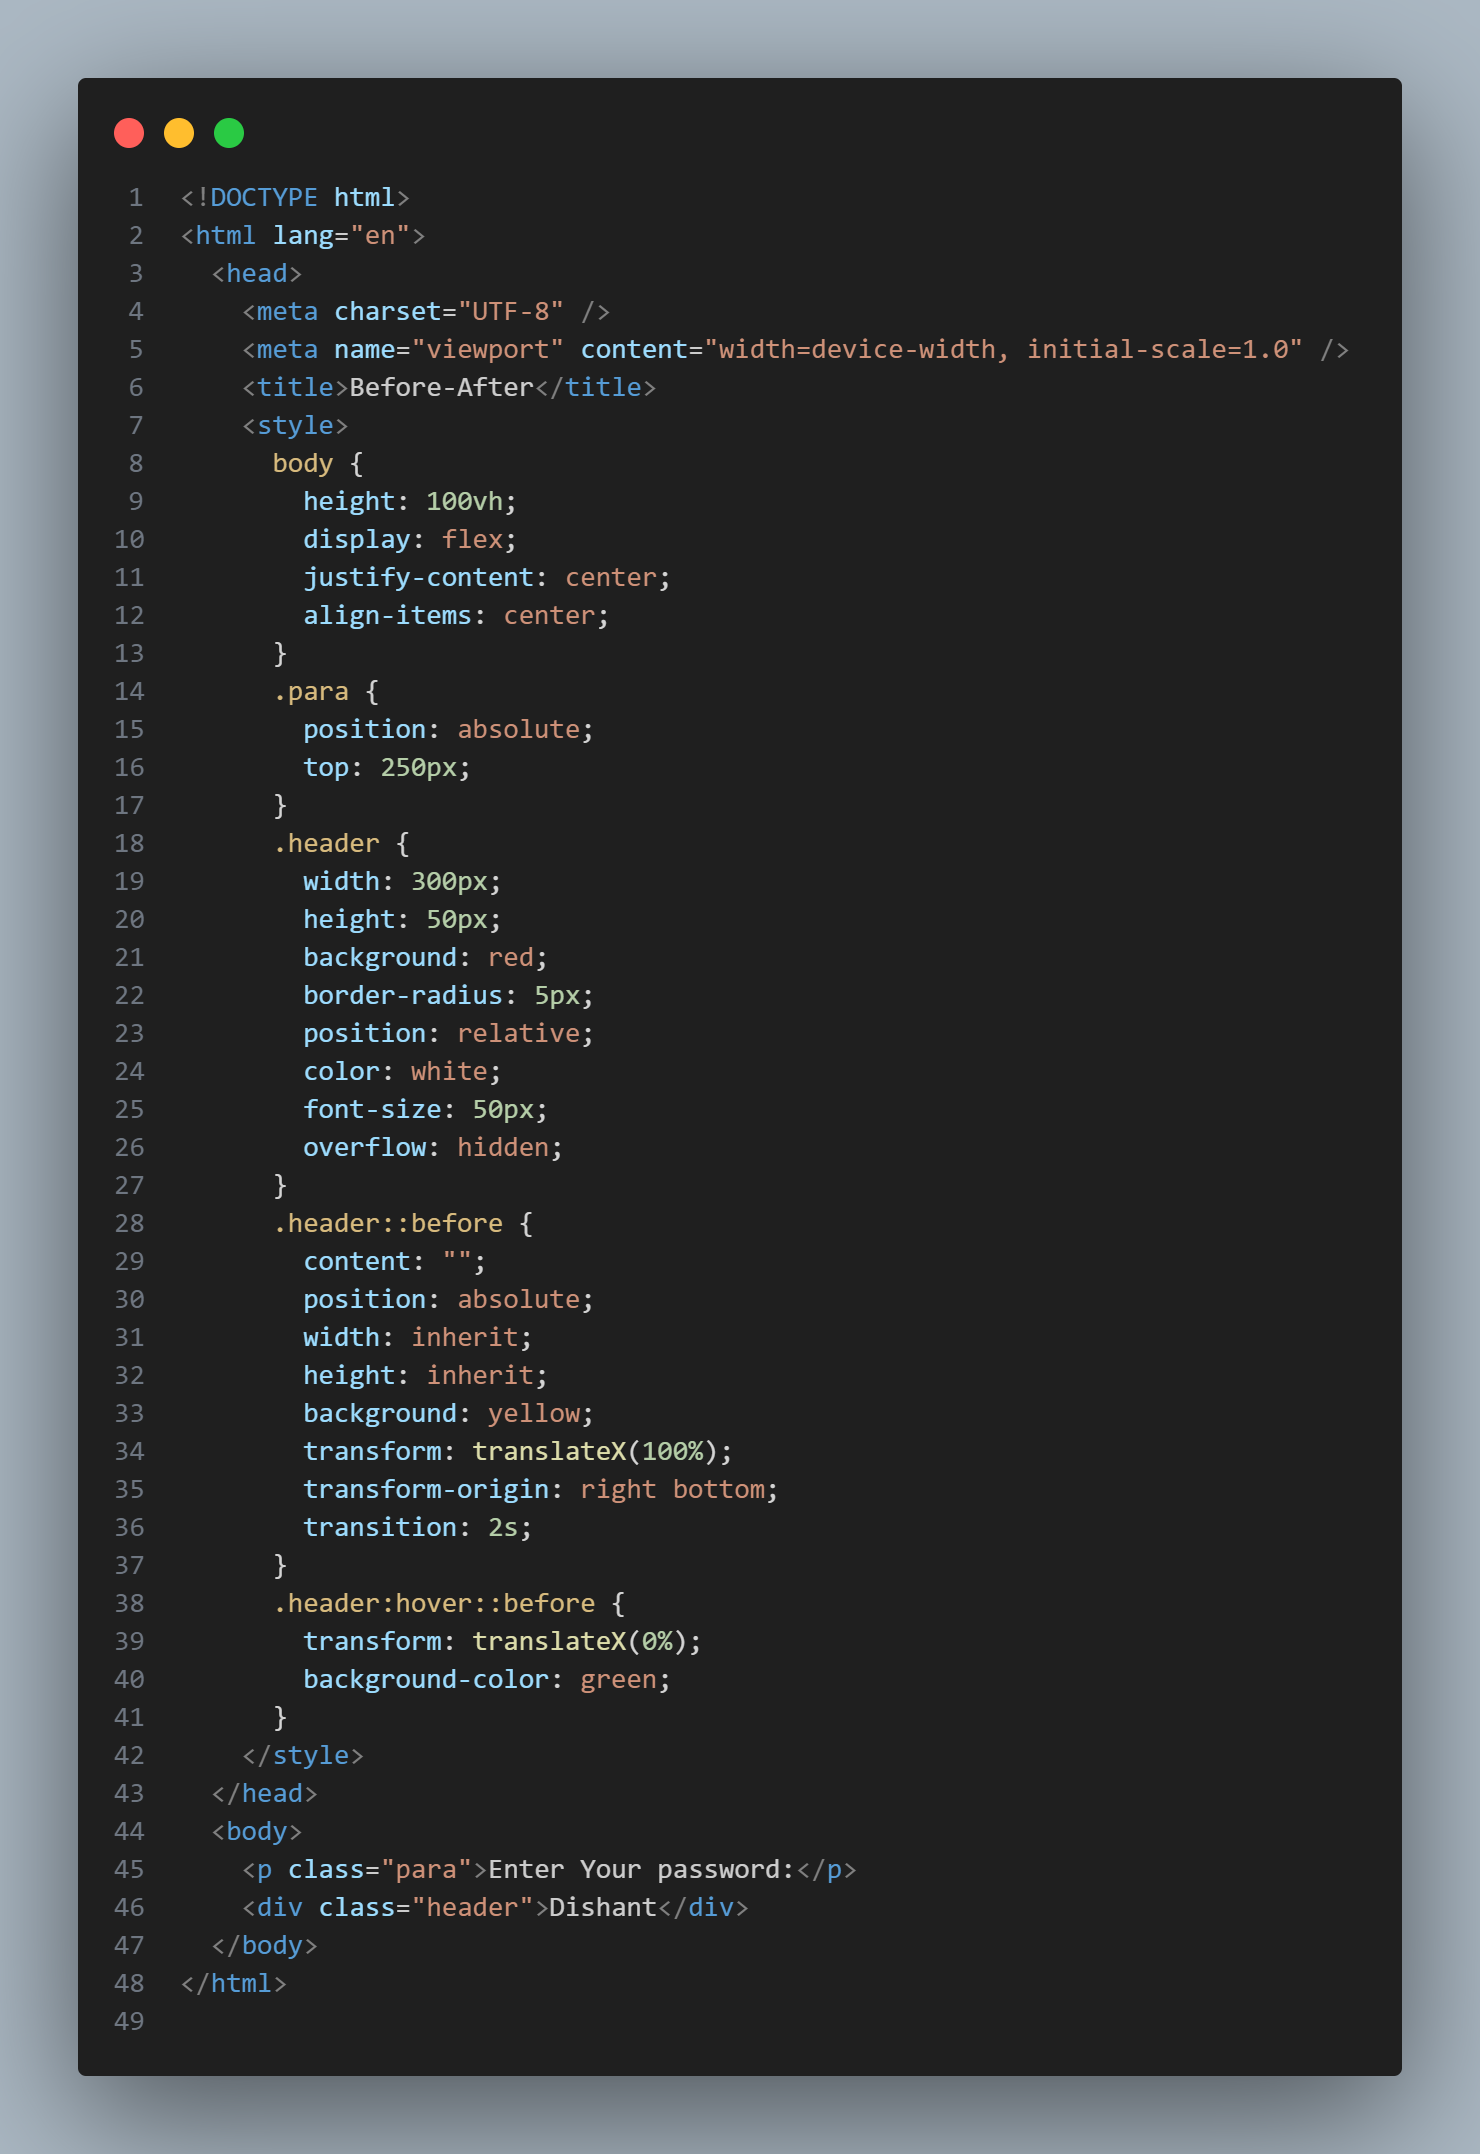 1 <!DOCTYPE html>
2 <html lang="en">
3   <head>
4     <meta charset="UTF-8" />
5     <meta name="viewport" content="width=device-width, initial-scale=1.0" />
6     <title>Before-After</title>
7     <style>
8       body {
9         height: 100vh;
10         display: flex;
11         justify-content: center;
12         align-items: center;
13       }
14       .para {
15         position: absolute;
16         top: 250px;
17       }
18       .header {
19         width: 300px;
20         height: 50px;
21         background: red;
22         border-radius: 5px;
23         position: relative;
24         color: white;
25         font-size: 50px;
26         overflow: hidden;
27       }
28       .header::before {
29         content: "";
30         position: absolute;
31         width: inherit;
32         height: inherit;
33         background: yellow;
34         transform: translateX(100%);
35         transform-origin: right bottom;
36         transition: 2s;
37       }
38       .header:hover::before {
39         transform: translateX(0%);
40         background-color: green;
41       }
42     </style>
43   </head>
44   <body>
45     <p class="para">Enter Your password:</p>
46     <div class="header">Dishant</div>
47   </body>
48 </html>
49